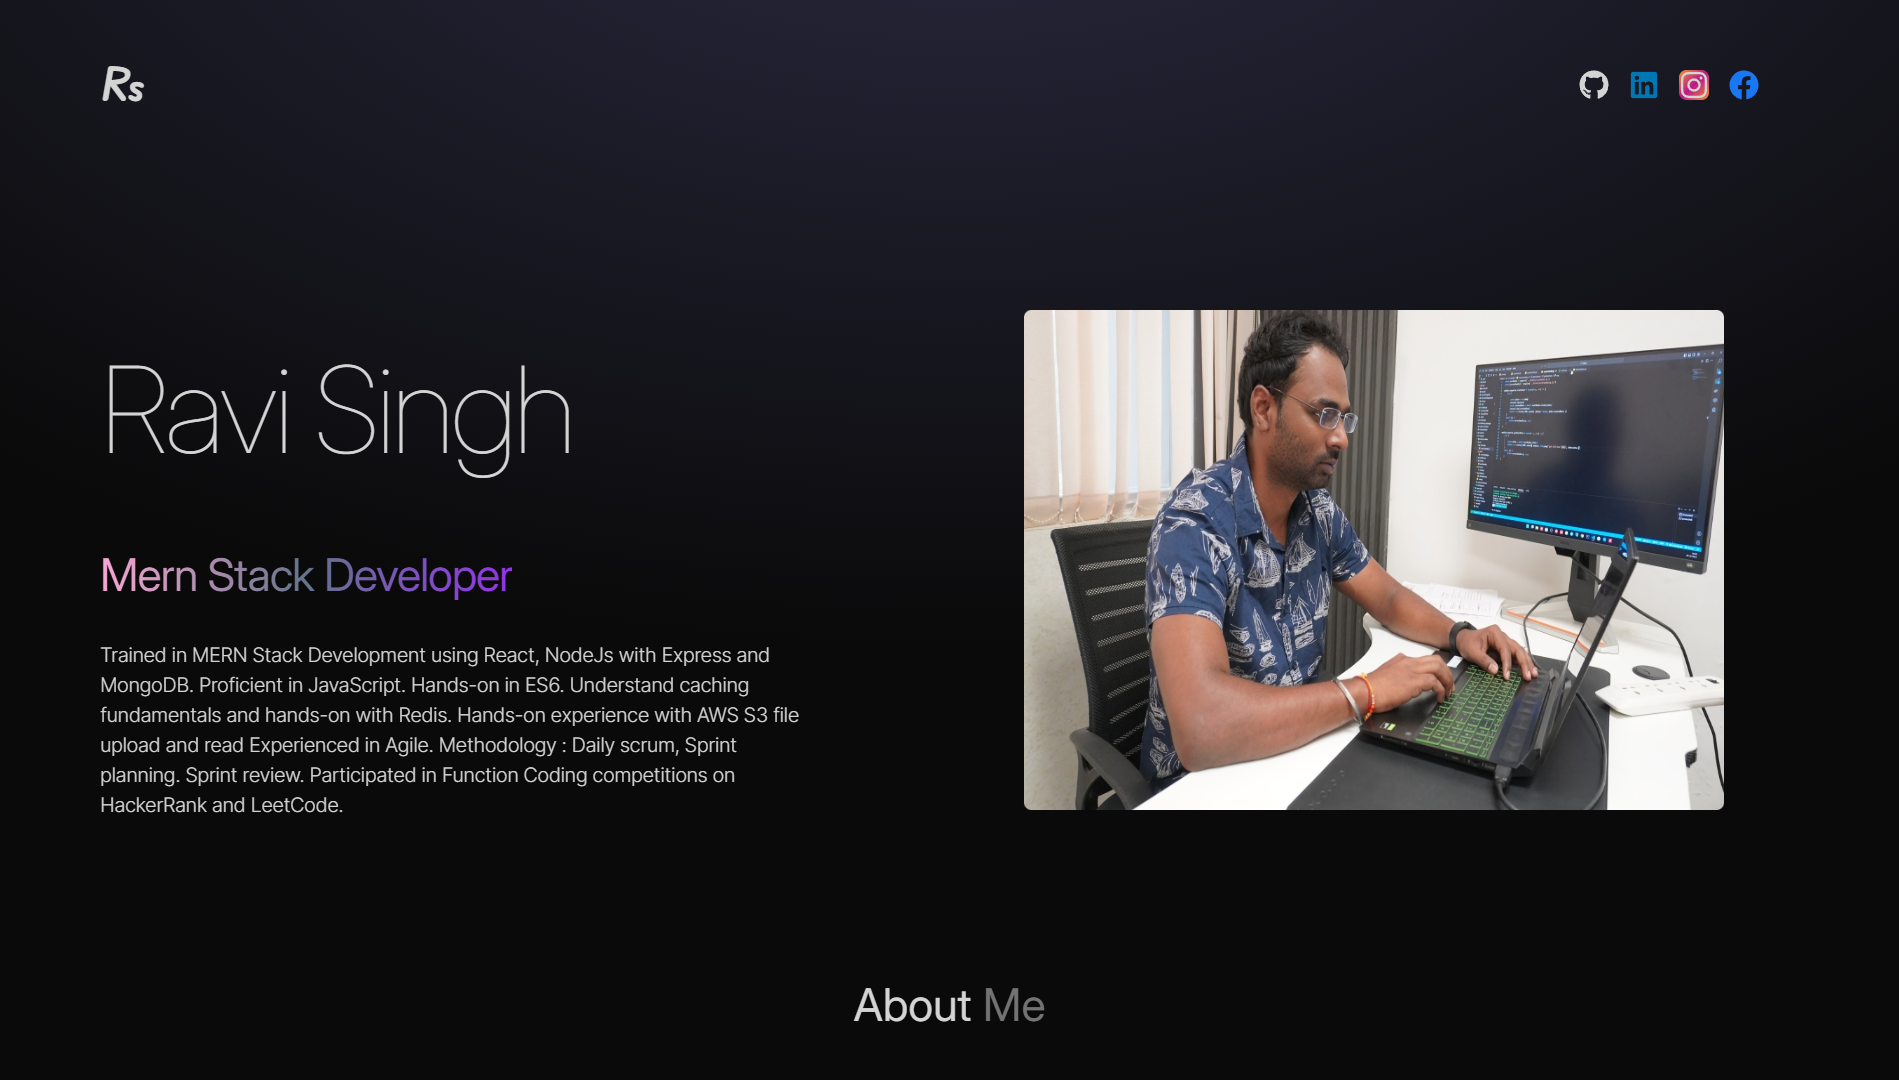 Rs
Ravi Singh
Mern Stack Developer
Trained in MERN Stack Development using React, NodeJs with Express and
MongoDB. Proficient in JavaScript. Hands-on in ES6. Understand caching
fundamentals and hands-on with Redis. Hands-on experience with AWS S3 file
upload and read Experienced in Agile. Methodology : Daily scrum, Sprint
planning. Sprint review. Participated in Function Coding competitions on
HackerRank and LeetCode.
About Me